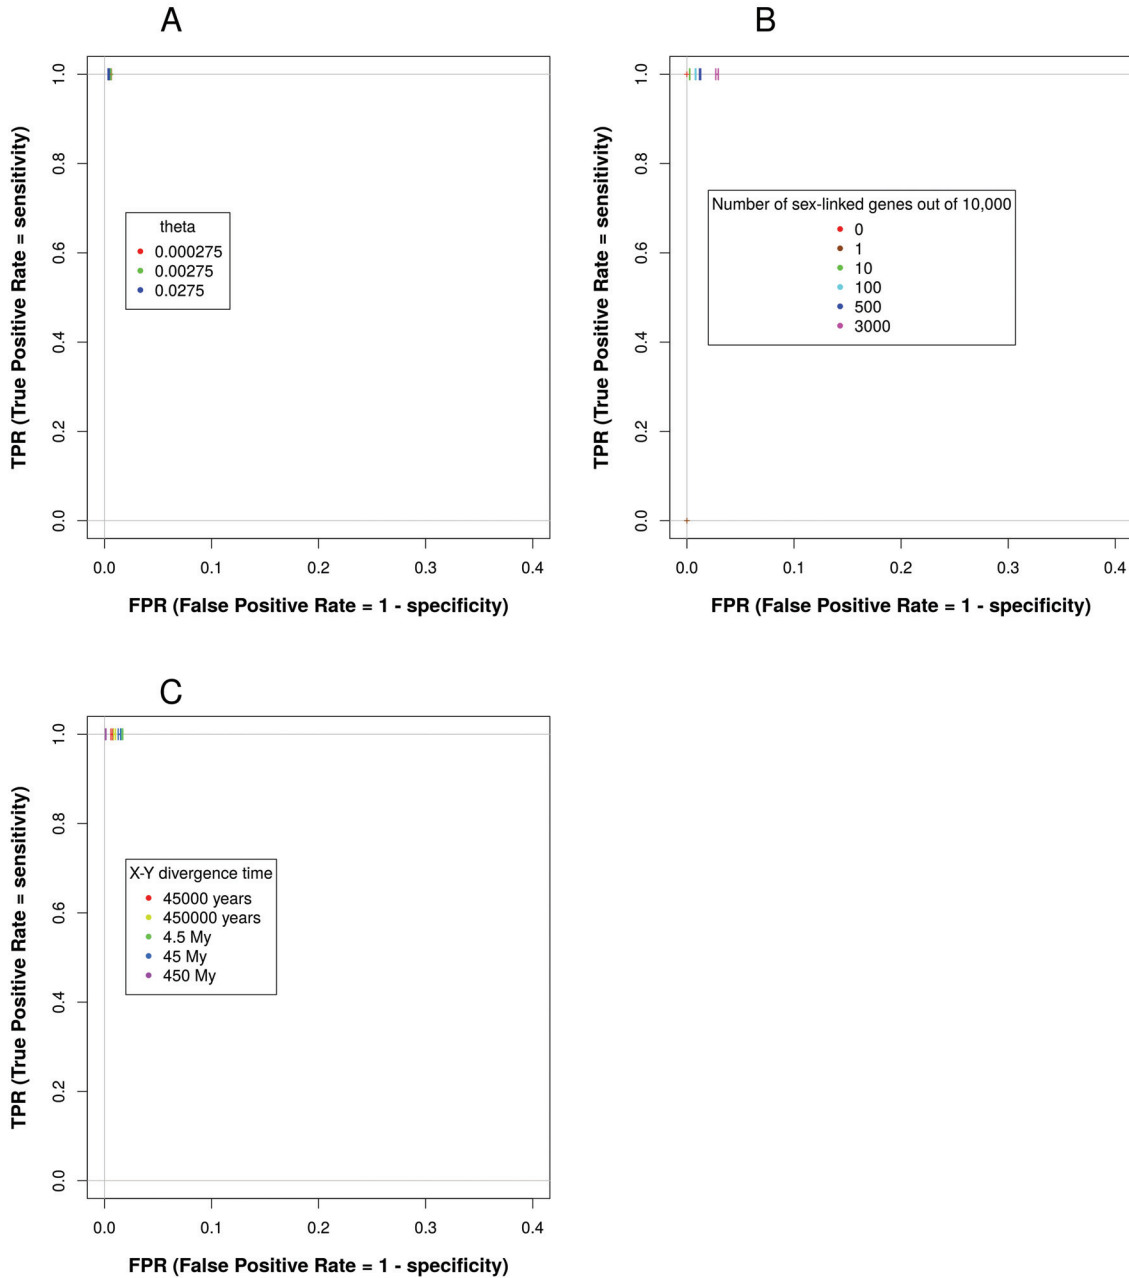 A
TPR (True Positive Rate = sensitivity)
1.0
0.8
0.6
0.4
0.2
0.0
theta
0.000275
0.00275
0.0275
0.0 0.1 0.2 0.3 0.4
FPR (False Positive Rate = 1 - specificity)
B
TPR (True Positive Rate = sensitivity)
1.0
0.8
0.6
0.4
0.2
0.0
Number of sex-linked genes out of 10,000
0
1
10
100
500
3000
0.0 0.1 0.2 0.3 0.4
FPR (False Positive Rate = 1 - specificity)
C
TPR (True Positive Rate = sensitivity)
1.0
0.8
0.6
0.4
0.2
0.0
X-Y divergence time
45000 years
450000 years
4.5 My
45 My
450 My
0.0 0.1 0.2 0.3 0.4
FPR (False Positive Rate = 1 - specificity)